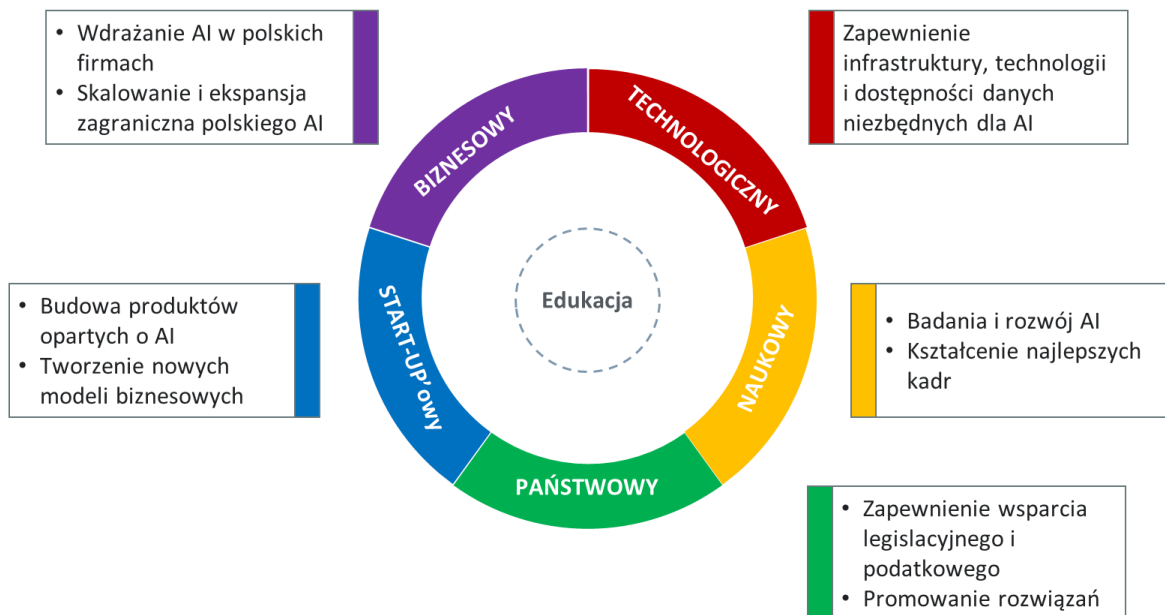 • Wdrażanie AI w polskich
firmach
• Skalowanie i ekspansja
zagraniczna polskiego AI
Zapewnienie
infrastruktury, technologii
i dostępności danych
niezbędnych dla AI
BIZNESOWY
TECHNOLOGICZNY
• Budowa produktów
opartych o AI
• Tworzenie nowych
modeli biznesowych
START-UP’owy
Edukacja
NAUKOWY
• Badania i rozwój AI
• Kształcenie najlepszych
kadr
PAŃSTWOWY
• Zapewnienie wsparcia
legislacyjnego i
podatkowego
• Promowanie rozwiązań